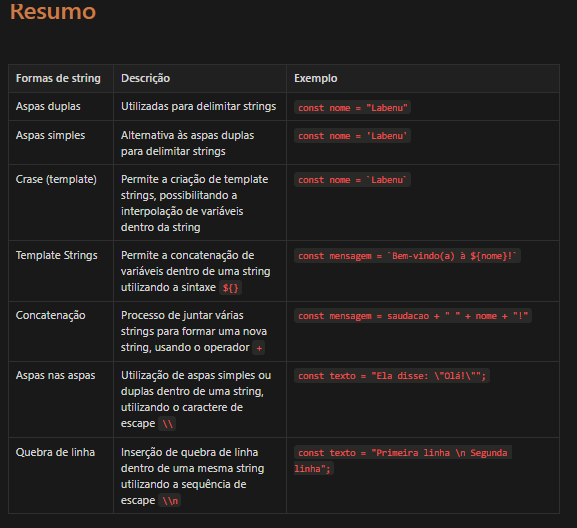 Resumo
Formas de string Descrição Exemplo
Aspas duplas Utilizadas para delimitar strings const nome = "Labenu"
Aspas simples Alternativa às aspas duplas const nome = 'Labenu'
para delimitar strings
Crase (template) Permite a criação de template const nome = `Labenu`
strings, possibilitando a
interpolação de variáveis
dentro da string
Template Strings Permite a concatenação de const mensagem = `Bem-vindo(a) à ${nome}!`
variáveis dentro de uma string
utilizando a sintaxe ${}
Concatenação Processo de juntar várias const mensagem = saudacao + " " + nome + "!"
strings para formar uma nova
string, usando o operador +
Aspas nas aspas Utilização de aspas simples ou const texto = "Ela disse: \"Olá!\"";
duplas dentro de uma string,
utilizando o caractere de
escape \\
Quebra de linha Inserção de quebra de linha const texto = "Primeira linha \n Segunda
dentro de uma mesma string linha";
utilizando a sequência de
escape \\n